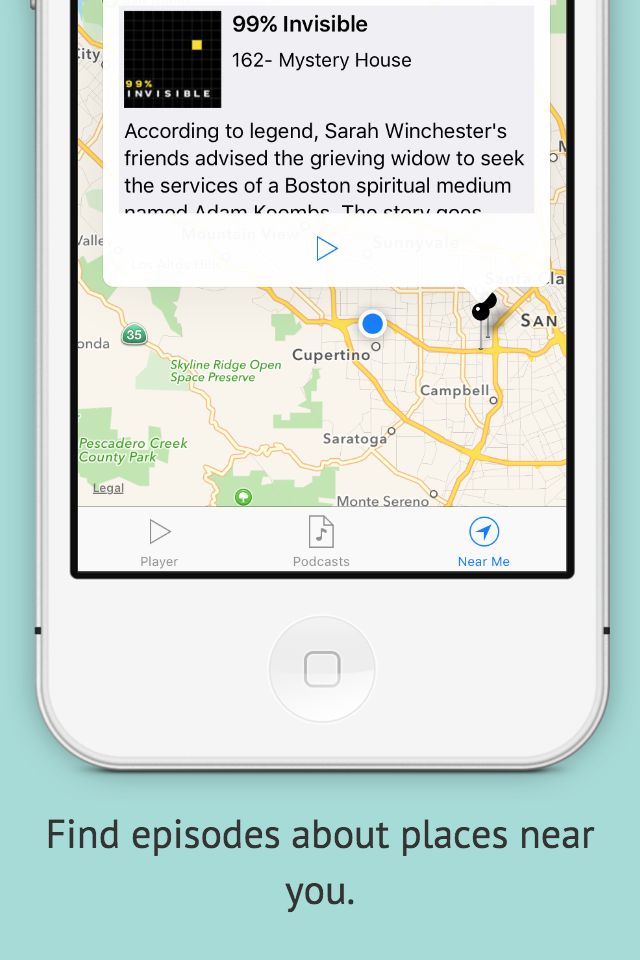 99% Invisible
162- Mystery House
99%
INVISIBLE
According to legend, Sarah Winchester's
friends advised the grieving widow to seek
the services of a Boston spiritual medium
named Adam Koombs. The story goes
City
Valle
Mountain View
Sunnyvale
Los Altos Hills
Santa Cla
M
SAN
35
onda
Cupertino
Skyline Ridge Open
Space Preserve
Campbell
Pescadero Creek
County Park
Saratoga
Legal
Monte Sereno
Player
Podcasts
Near Me
Find episodes about places near
you.